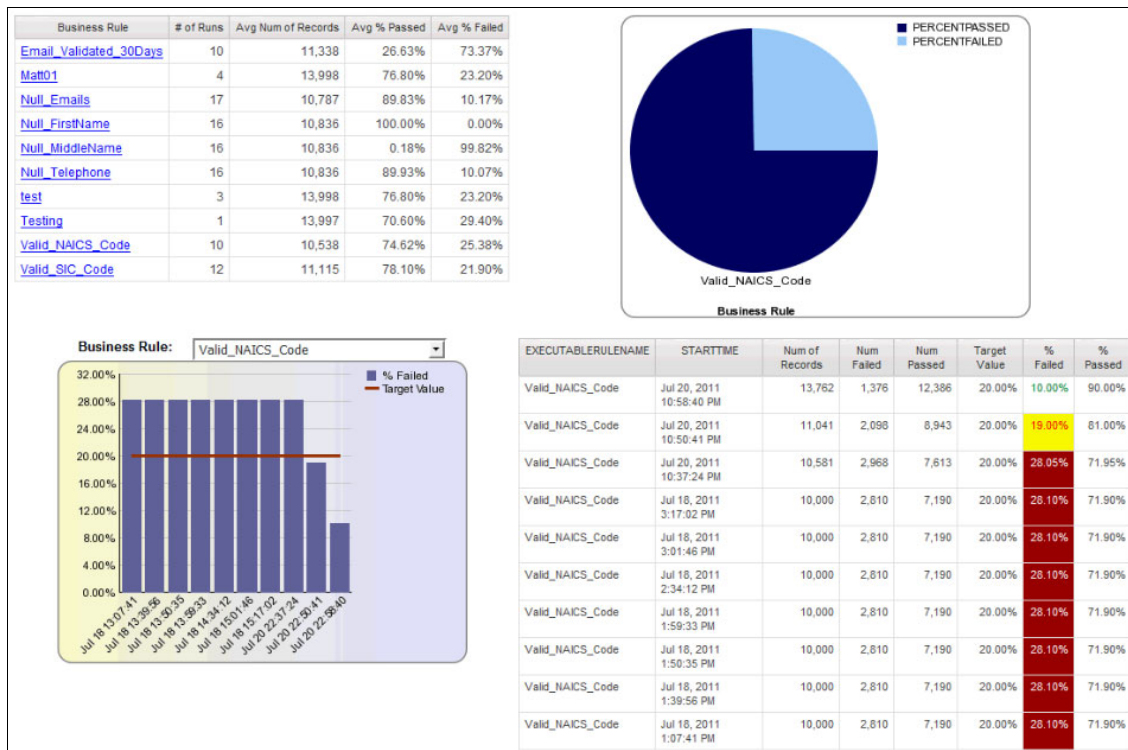 Business Rule # of Runs Avg Num of Records Avg % Passed Avg % Failed
Email_Validated_30Days 10 11,338 26.63% 73.37%
Matt01 4 13,998 76.80% 23.20%
Null_Emails 17 10,787 89.83% 10.17%
Null_FirstName 16 10,836 100.00% 0.00%
Null_MiddleName 16 10,836 0.18% 99.82%
Null_Telephone 16 10,836 89.93% 10.07%
test 3 13,998 76.80% 23.20%
Testing 1 13,997 70.60% 29.40%
Valid_NAICS_Code 10 10,538 74.62% 25.38%
Valid_SIC_Code 12 11,115 78.10% 21.90%
PERCENTPASSED
PERCENTFAILED
Valid_NAICS_Code
Business Rule
Business Rule: Valid_NAICS_Code
32.00%
28.00%
24.00%
20.00%
16.00%
12.00%
8.00%
4.00%
0.00%
% Failed
Target Value
Jul 18 13:07:41
Jul 18 13:39:56
Jul 18 13:50:35
Jul 18 13:59:33
Jul 18 14:34:12
Jul 18 15:01:46
Jul 18 15:17:02
Jul 20 22:37:24
Jul 20 22:50:41
Jul 20 22:58:40
EXECUTABLERULENAME STARTTIME Num of Num Num Target % %
Records Failed Passed Value Failed Passed
Valid_NAICS_Code Jul 20, 2011 13,762 1,376 12,386 20.00% 10.00% 90.00%
10:58:40 PM
Valid_NAICS_Code Jul 20, 2011 11,041 2,098 8,943 20.00% 19.00% 81.00%
10:50:41 PM
Valid_NAICS_Code Jul 20, 2011 10,581 2,968 7,613 20.00% 28.05% 71.95%
10:37:24 PM
Valid_NAICS_Code Jul 18, 2011 10,000 2,810 7,190 20.00% 28.10% 71.90%
3:17:02 PM
Valid_NAICS_Code Jul 18, 2011 10,000 2,810 7,190 20.00% 28.10% 71.90%
3:01:46 PM
Valid_NAICS_Code Jul 18, 2011 10,000 2,810 7,190 20.00% 28.10% 71.90%
2:34:12 PM
Valid_NAICS_Code Jul 18, 2011 10,000 2,810 7,190 20.00% 28.10% 71.90%
1:59:33 PM
Valid_NAICS_Code Jul 18, 2011 10,000 2,810 7,190 20.00% 28.10% 71.90%
1:50:35 PM
Valid_NAICS_Code Jul 18, 2011 10,000 2,810 7,190 20.00% 28.10% 71.90%
1:39:56 PM
Valid_NAICS_Code Jul 18, 2011 10,000 2,810 7,190 20.00% 28.10% 71.90%
1:07:41 PM